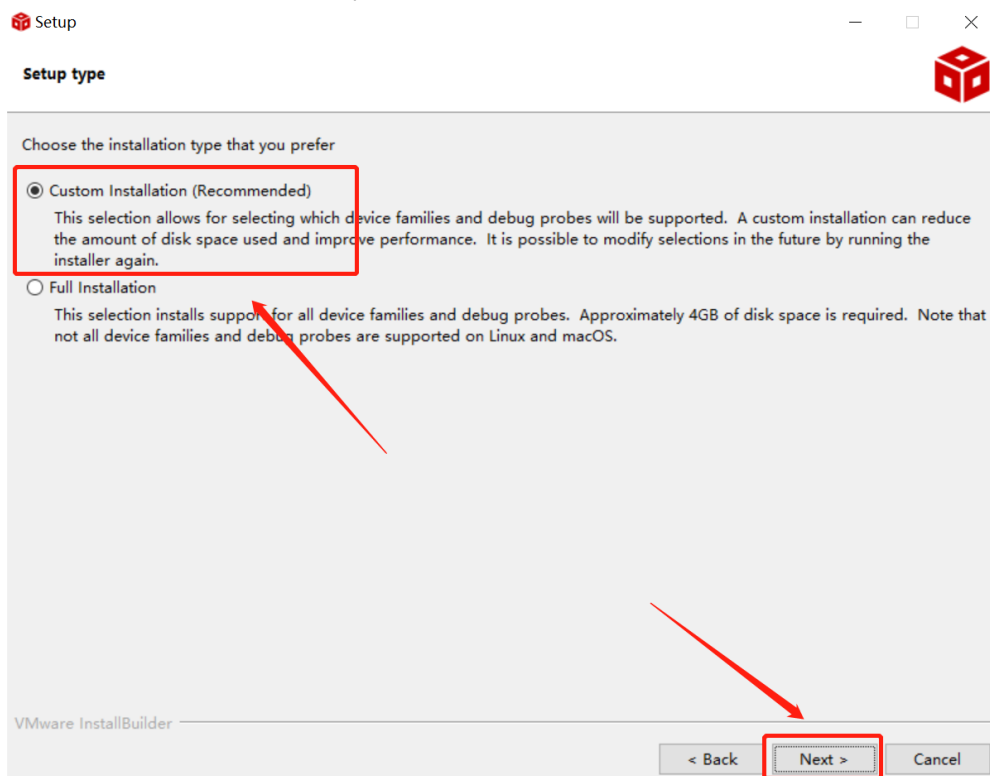 Setup
Setup type
Choose the installation type that you prefer
Custom Installation (Recommended)
This selection allows for selecting which device families and debug probes will be supported. A custom installation can reduce
the amount of disk space used and improve performance. It is possible to modify selections in the future by running the
installer again.
Full Installation
This selection installs support for all device families and debug probes. Approximately 4GB of disk space is required. Note that
not all device families and debug probes are supported on Linux and macOS.
VMware InstallBuilder
< Back
Next >
Cancel